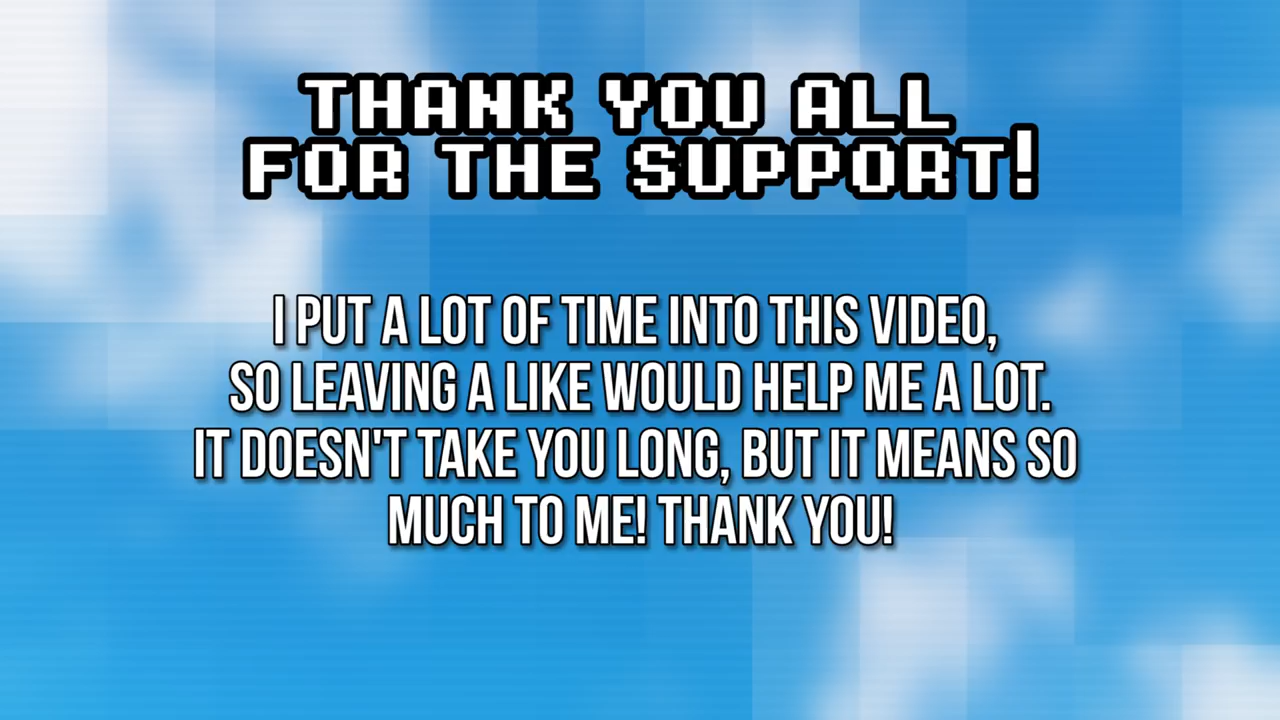 THANK YOU ALL
FOR THE SUPPORT!
I PUT A LOT OF TIME INTO THIS VIDEO,
SO LEAVING A LIKE WOULD HELP ME A LOT.
IT DOESN'T TAKE YOU LONG, BUT IT MEANS SO
MUCH TO ME! THANK YOU!